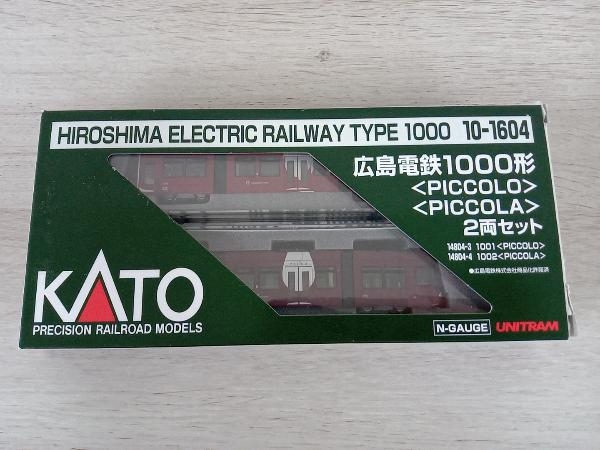 HIROSHIMA ELECTRIC RAILWAY TYPE 1000 10-1604
広島電鉄1000形
<PICCOLO>
<PICCOLA>
2両セット
14804-3 1001<PICCOLO>
14804-4 1002<PICCOLA>
●広島電鉄株式会社商品化許諾済
KATO
PRECISION RAILROAD MODELS
N-GAUGE UNITRAM